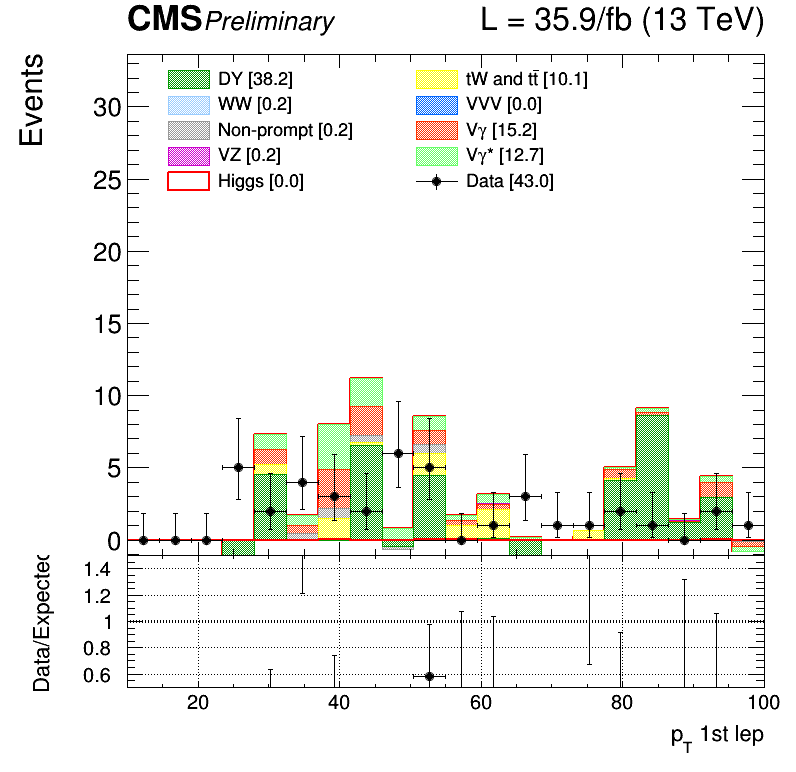 CMS Preliminary L = 35.9/fb (13 TeV)
Events
DY [38.2] tW and tt̄ [10.1]
WW [0.2] VVV [0.0]
Non-prompt [0.2] Vγ [15.2]
VZ [0.2] Vγ* [12.7]
Higgs [0.0] Data [43.0]
30
25
20
15
10
5
0
Data/Expected
1.4
1.2
1
0.8
0.6
20 40 60 80 100
p_T 1st lep